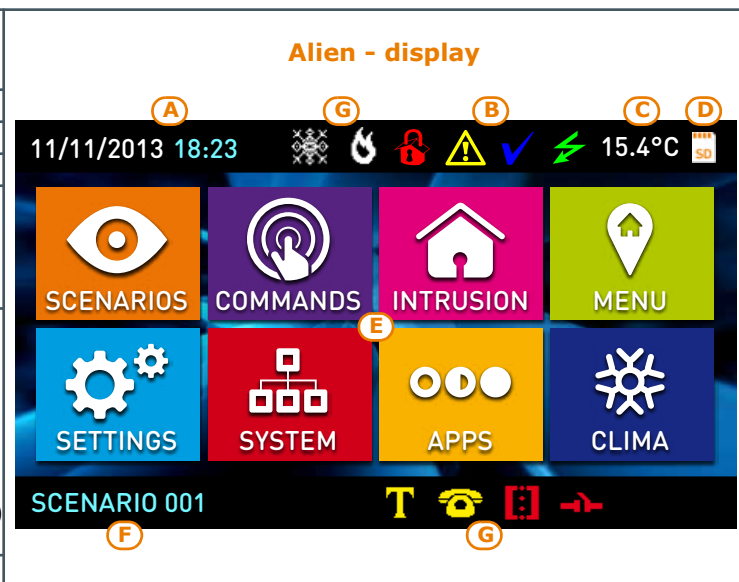 Alien - display
A G B C D
11/11/2013 18:23 15.4°C SD
SCENARIOS COMMANDS INTRUSION MENU
E
SETTINGS SYSTEM APPS CLIMA
SCENARIO 001 T
F G